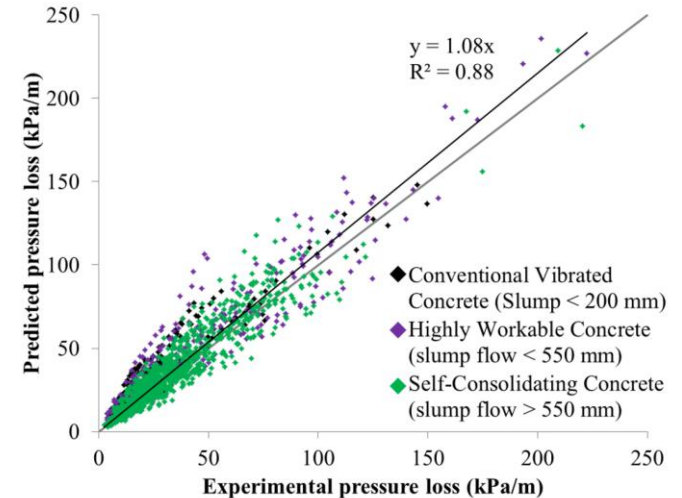 250
200
150
100
50
0
Predicted pressure loss (kPa/m)
y = 1.08x
R² = 0.88
Conventional Vibrated
Concrete (Slump < 200 mm)
Highly Workable Concrete
(slump flow < 550 mm)
Self-Consolidating Concrete
(slump flow > 550 mm)
0 50 100 150 200 250
Experimental pressure loss (kPa/m)